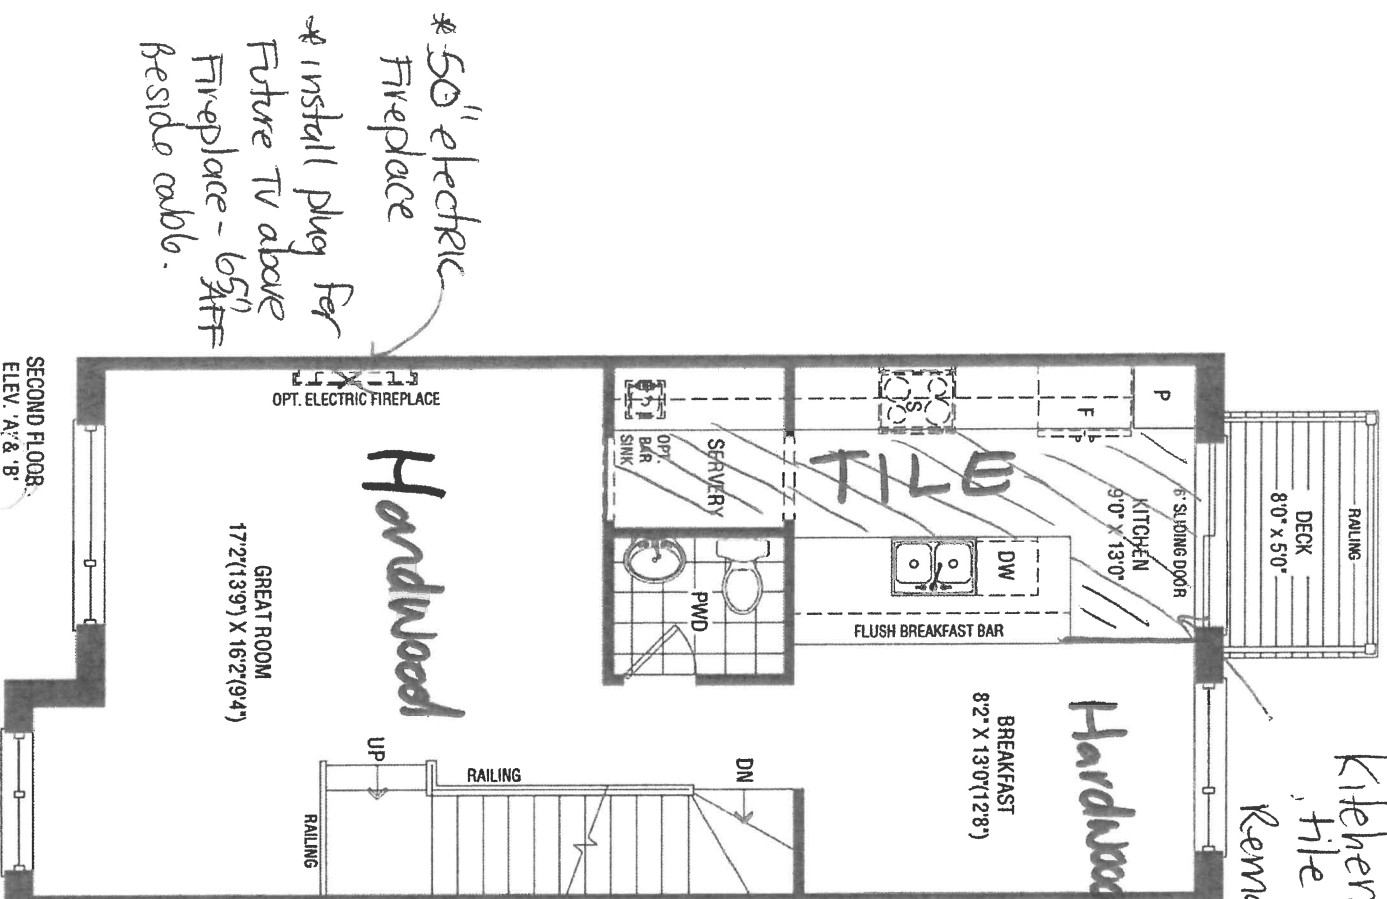 * 50" electric
Fireplace
* install plug for
Future TV above
Fireplace - 65" AFF
Beside cable.
SECOND FLOOR
ELEV. 'A' & 'B'
OPT. ELECTRIC FIREPLACE
Hardwood
GREAT ROOM
17'2"(13'9") X 16'2"(9'4")
OPT.
BAR
SINK
SERVERY
TILE
S
F
P
KITCHEN
9'0" X 13'0"
6' SLIDING DOOR
DECK
8'0" X 5'0"
RAILING
DW
FLUSH BREAKFAST BAR
PWD
BREAKFAST
8'2" X 13'0"(12'8")
Hardwood
UP
RAILING
RAILING
DN
Kitchen
tile